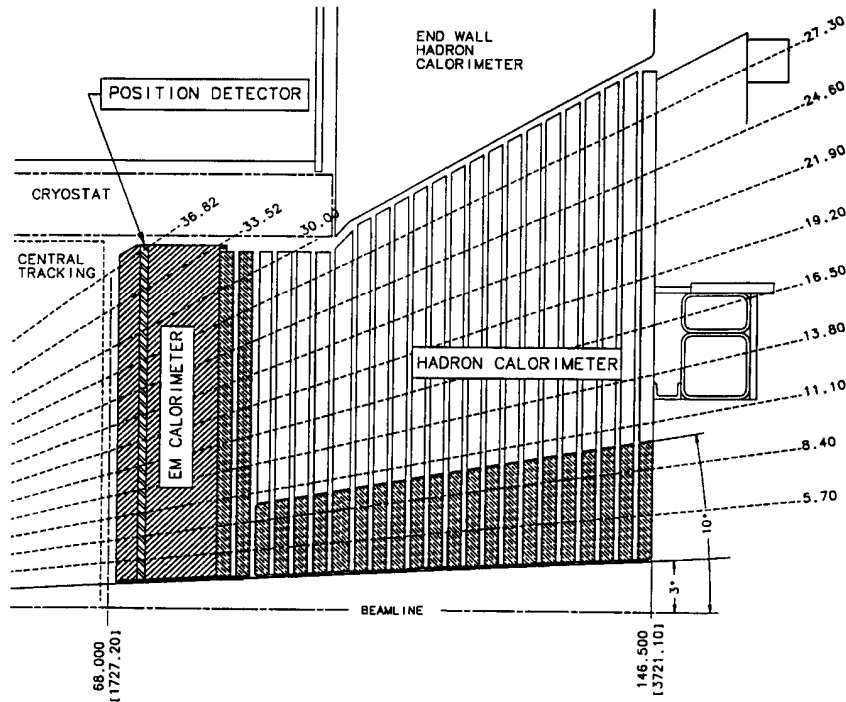 END WALL
HADRON
CALORIMETER
POSITION DETECTOR
CRYOSTAT
CENTRAL
TRACKING
36.82
33.52
30.00
27.30
24.60
21.90
19.20
16.50
13.80
11.10
8.40
5.70
EM CALORIMETER
HADRON CALORIMETER
10°
3°
BEAMLINE
68.000
[1727.20]
146.500
[3721.10]